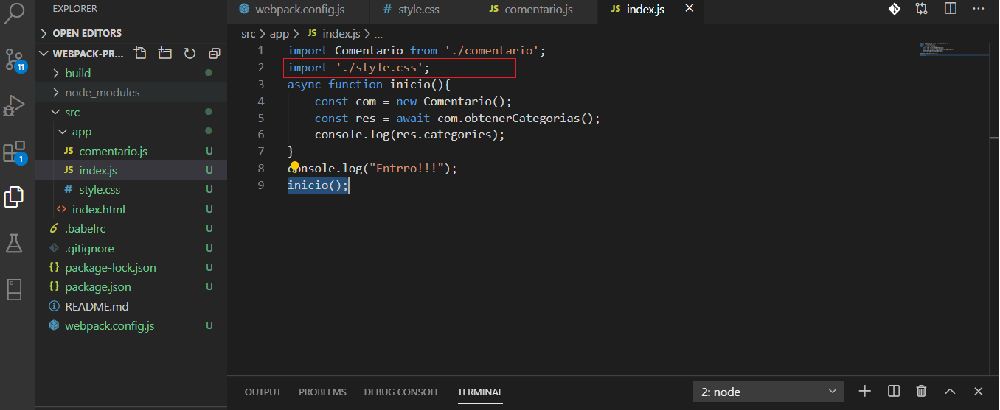 EXPLORER
OPEN EDITORS
WEBPACK-PR...
build
node_modules
src
app
JS comentario.js U
JS index.js U
# style.css U
<> index.html U
.babelrc U
.gitignore U
{} package-lock.json U
{} package.json U
README.md
webpack.config.js U
11
1
webpack.config.js # style.css JS comentario.js JS index.js
src > app > JS index.js > ...
1 import Comentario from './comentario';
2 import './style.css';
3 async function inicio(){
4 const com = new Comentario();
5 const res = await com.obtenerCategorias();
6 console.log(res.categories);
7 }
8 console.log("Entrro!!!");
9 inicio();
OUTPUT PROBLEMS DEBUG CONSOLE TERMINAL 2: node